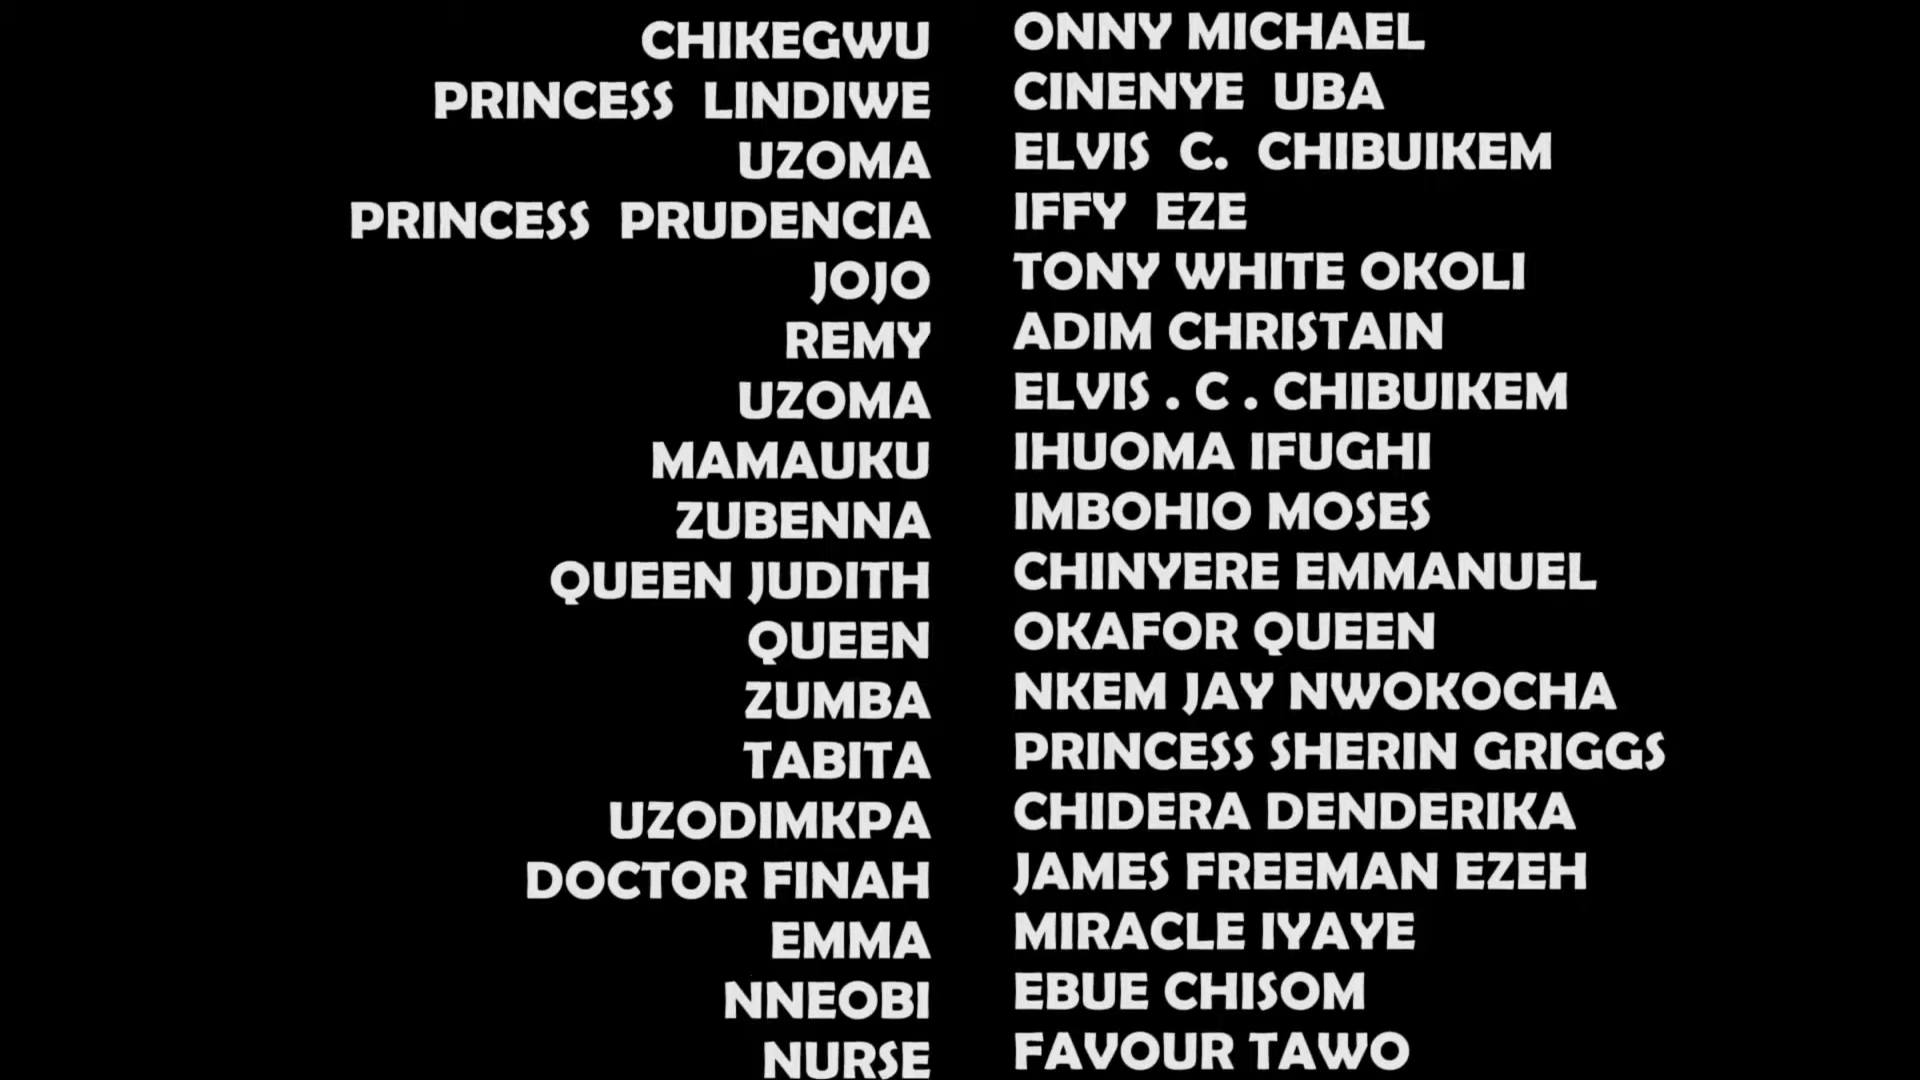 CHIKEGWU ONNY MICHAEL
PRINCESS LINDIWE CINENYE UBA
UZOMA ELVIS C. CHIBUIKEM
PRINCESS PRUDENCIA IFFY EZE
JOJO TONY WHITE OKOLI
REMY ADIM CHRISTAIN
UZOMA ELVIS . C . CHIBUIKEM
MAMAUKU IHUOMA IFUGHI
ZUBENNA IMBOHIO MOSES
QUEEN JUDITH CHINYERE EMMANUEL
QUEEN OKAFOR QUEEN
ZUMBA NKEM JAY NWOKOCHA
TABITA PRINCESS SHERIN GRIGGS
UZODIMKPA CHIDERA DENDERIKA
DOCTOR FINAH JAMES FREEMAN EZEH
EMMA MIRACLE IYAYE
NNEOBI EBUE CHISOM
NURSE FAVOUR TAWO